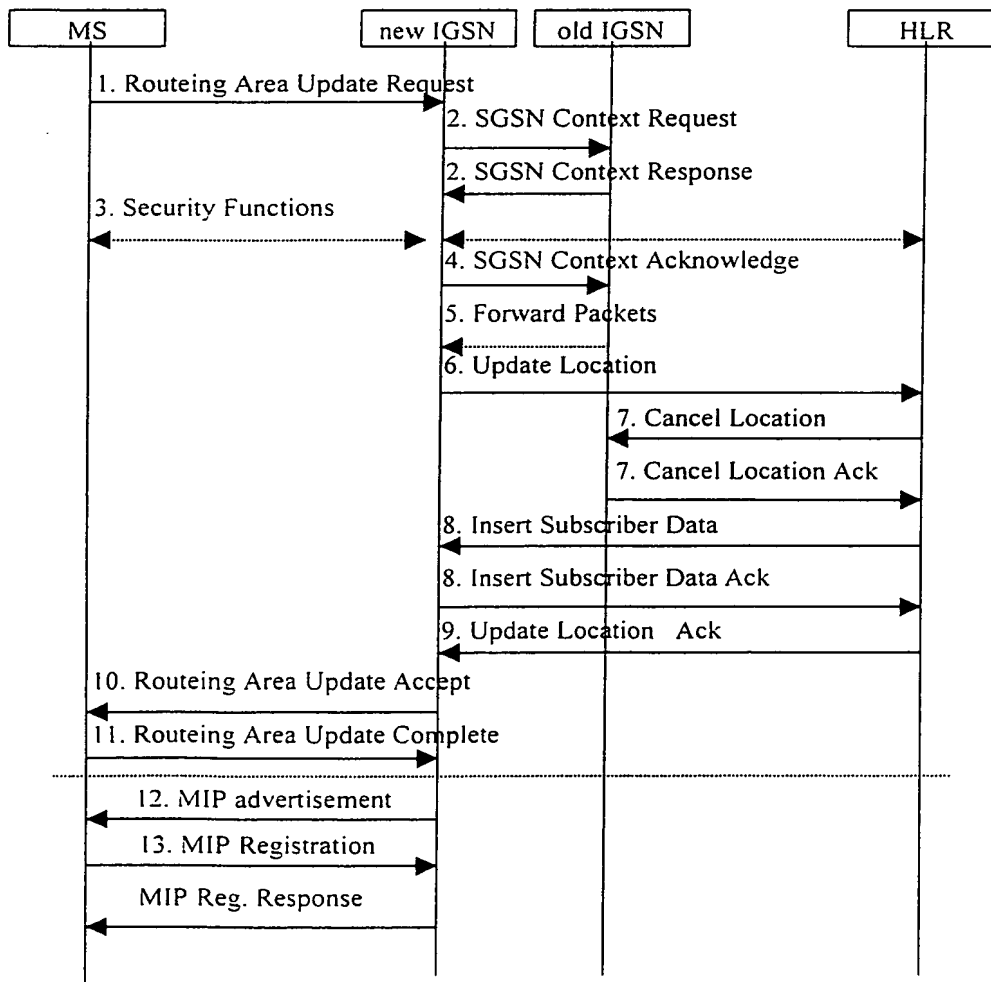 MS
new IGSN
old IGSN
HLR
1. Routeing Area Update Request
2. SGSN Context Request
2. SGSN Context Response
3. Security Functions
4. SGSN Context Acknowledge
5. Forward Packets
6. Update Location
7. Cancel Location
7. Cancel Location Ack
8. Insert Subscriber Data
8. Insert Subscriber Data Ack
9. Update Location Ack
10. Routeing Area Update Accept
11. Routeing Area Update Complete
12. MIP advertisement
13. MIP Registration
MIP Reg. Response